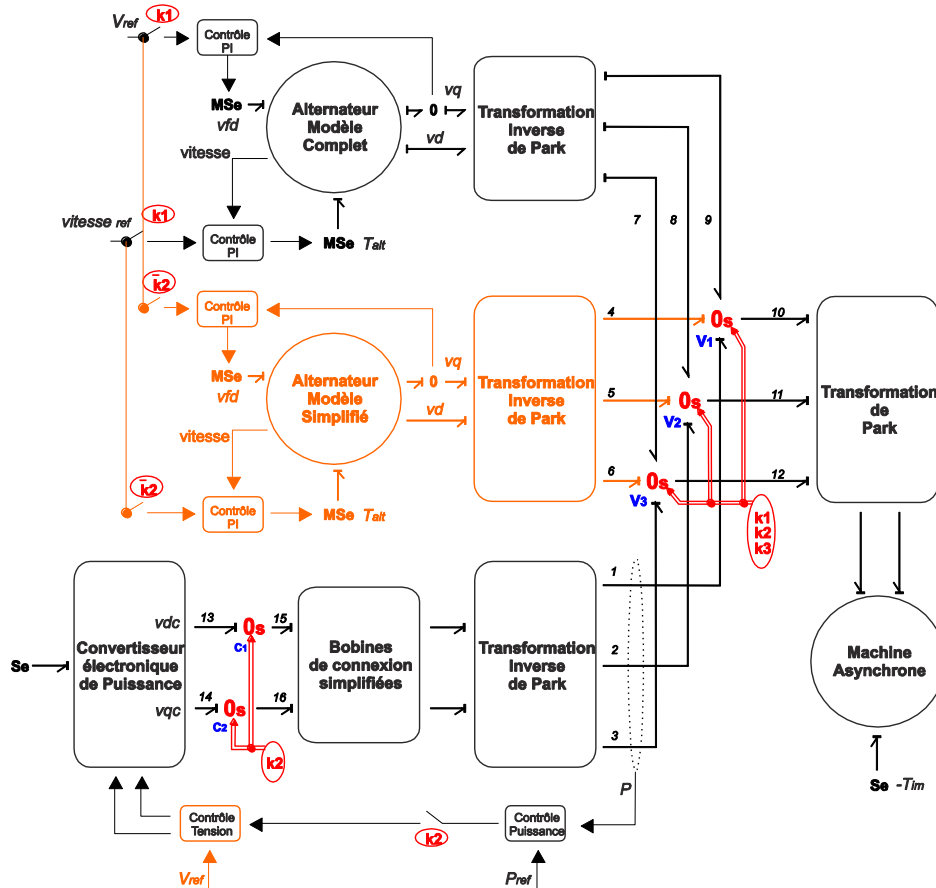 Vref
k1
Contrôle
PI
MSe
vfd
Alternateur
Modèle
Complet
0
vq
vd
Transformation
Inverse
de Park
vitesse
vitesse ref
k1
Contrôle
PI
MSe
Talt
7
8
9
k̅2
Contrôle
PI
MSe
vfd
Alternateur
Modèle
Simplifié
0
vq
vd
Transformation
Inverse
de Park
4
5
6
0s
V1
0s
V2
0s
V3
10
11
12
Transformation
de
Park
vitesse
k̅2
Contrôle
PI
MSe
Talt
k1
k2
k3
Se
Convertisseur
électronique
de Puissance
vdc
vqc
13
14
0s
C1
0s
C2
15
16
k2
Bobines
de connexion
simplifiées
Transformation
Inverse
de Park
1
2
3
P
Machine
Asynchrone
Se
-Tim
Contrôle
Tension
k2
Contrôle
Puissance
Vref
Pref